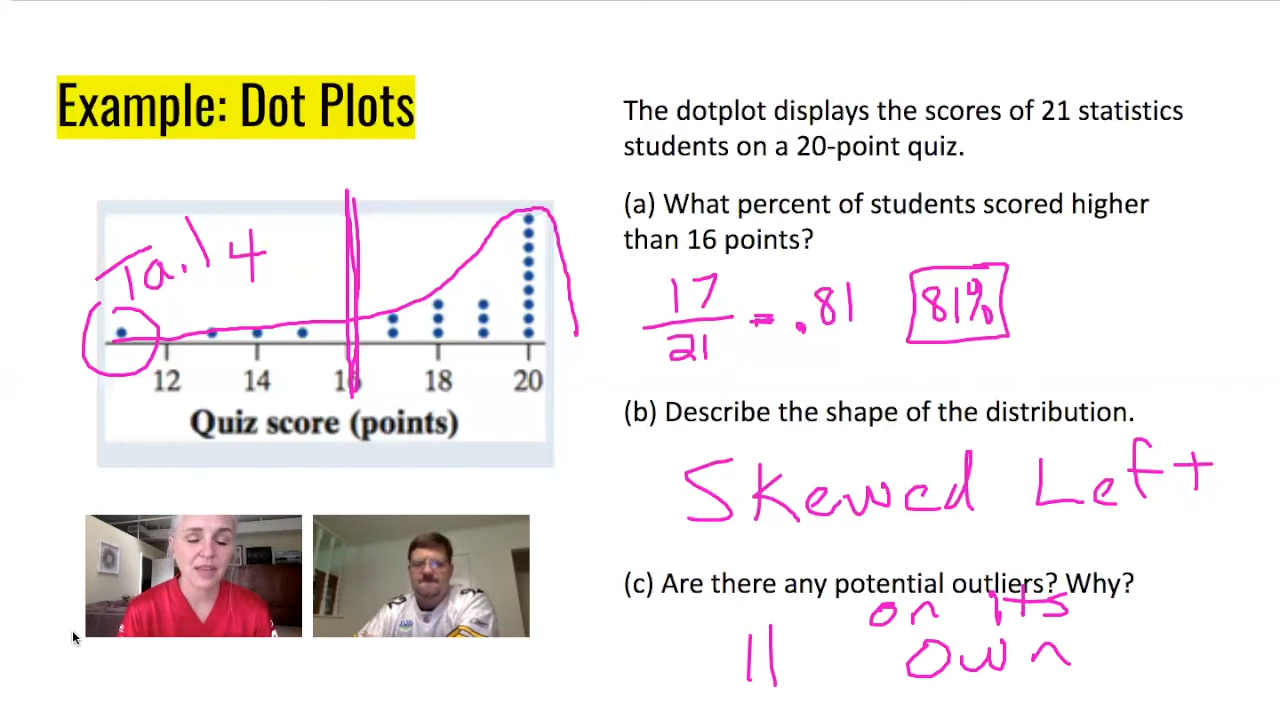 Example: Dot Plots
Tail 4
12 14 16 18 20
Quiz score (points)
The dotplot displays the scores of 21 statistics
students on a 20-point quiz.
(a) What percent of students scored higher
than 16 points?
17
21
= .81
81%
(b) Describe the shape of the distribution.
Skewed Left
(c) Are there any potential outliers? Why?
on its
11 own